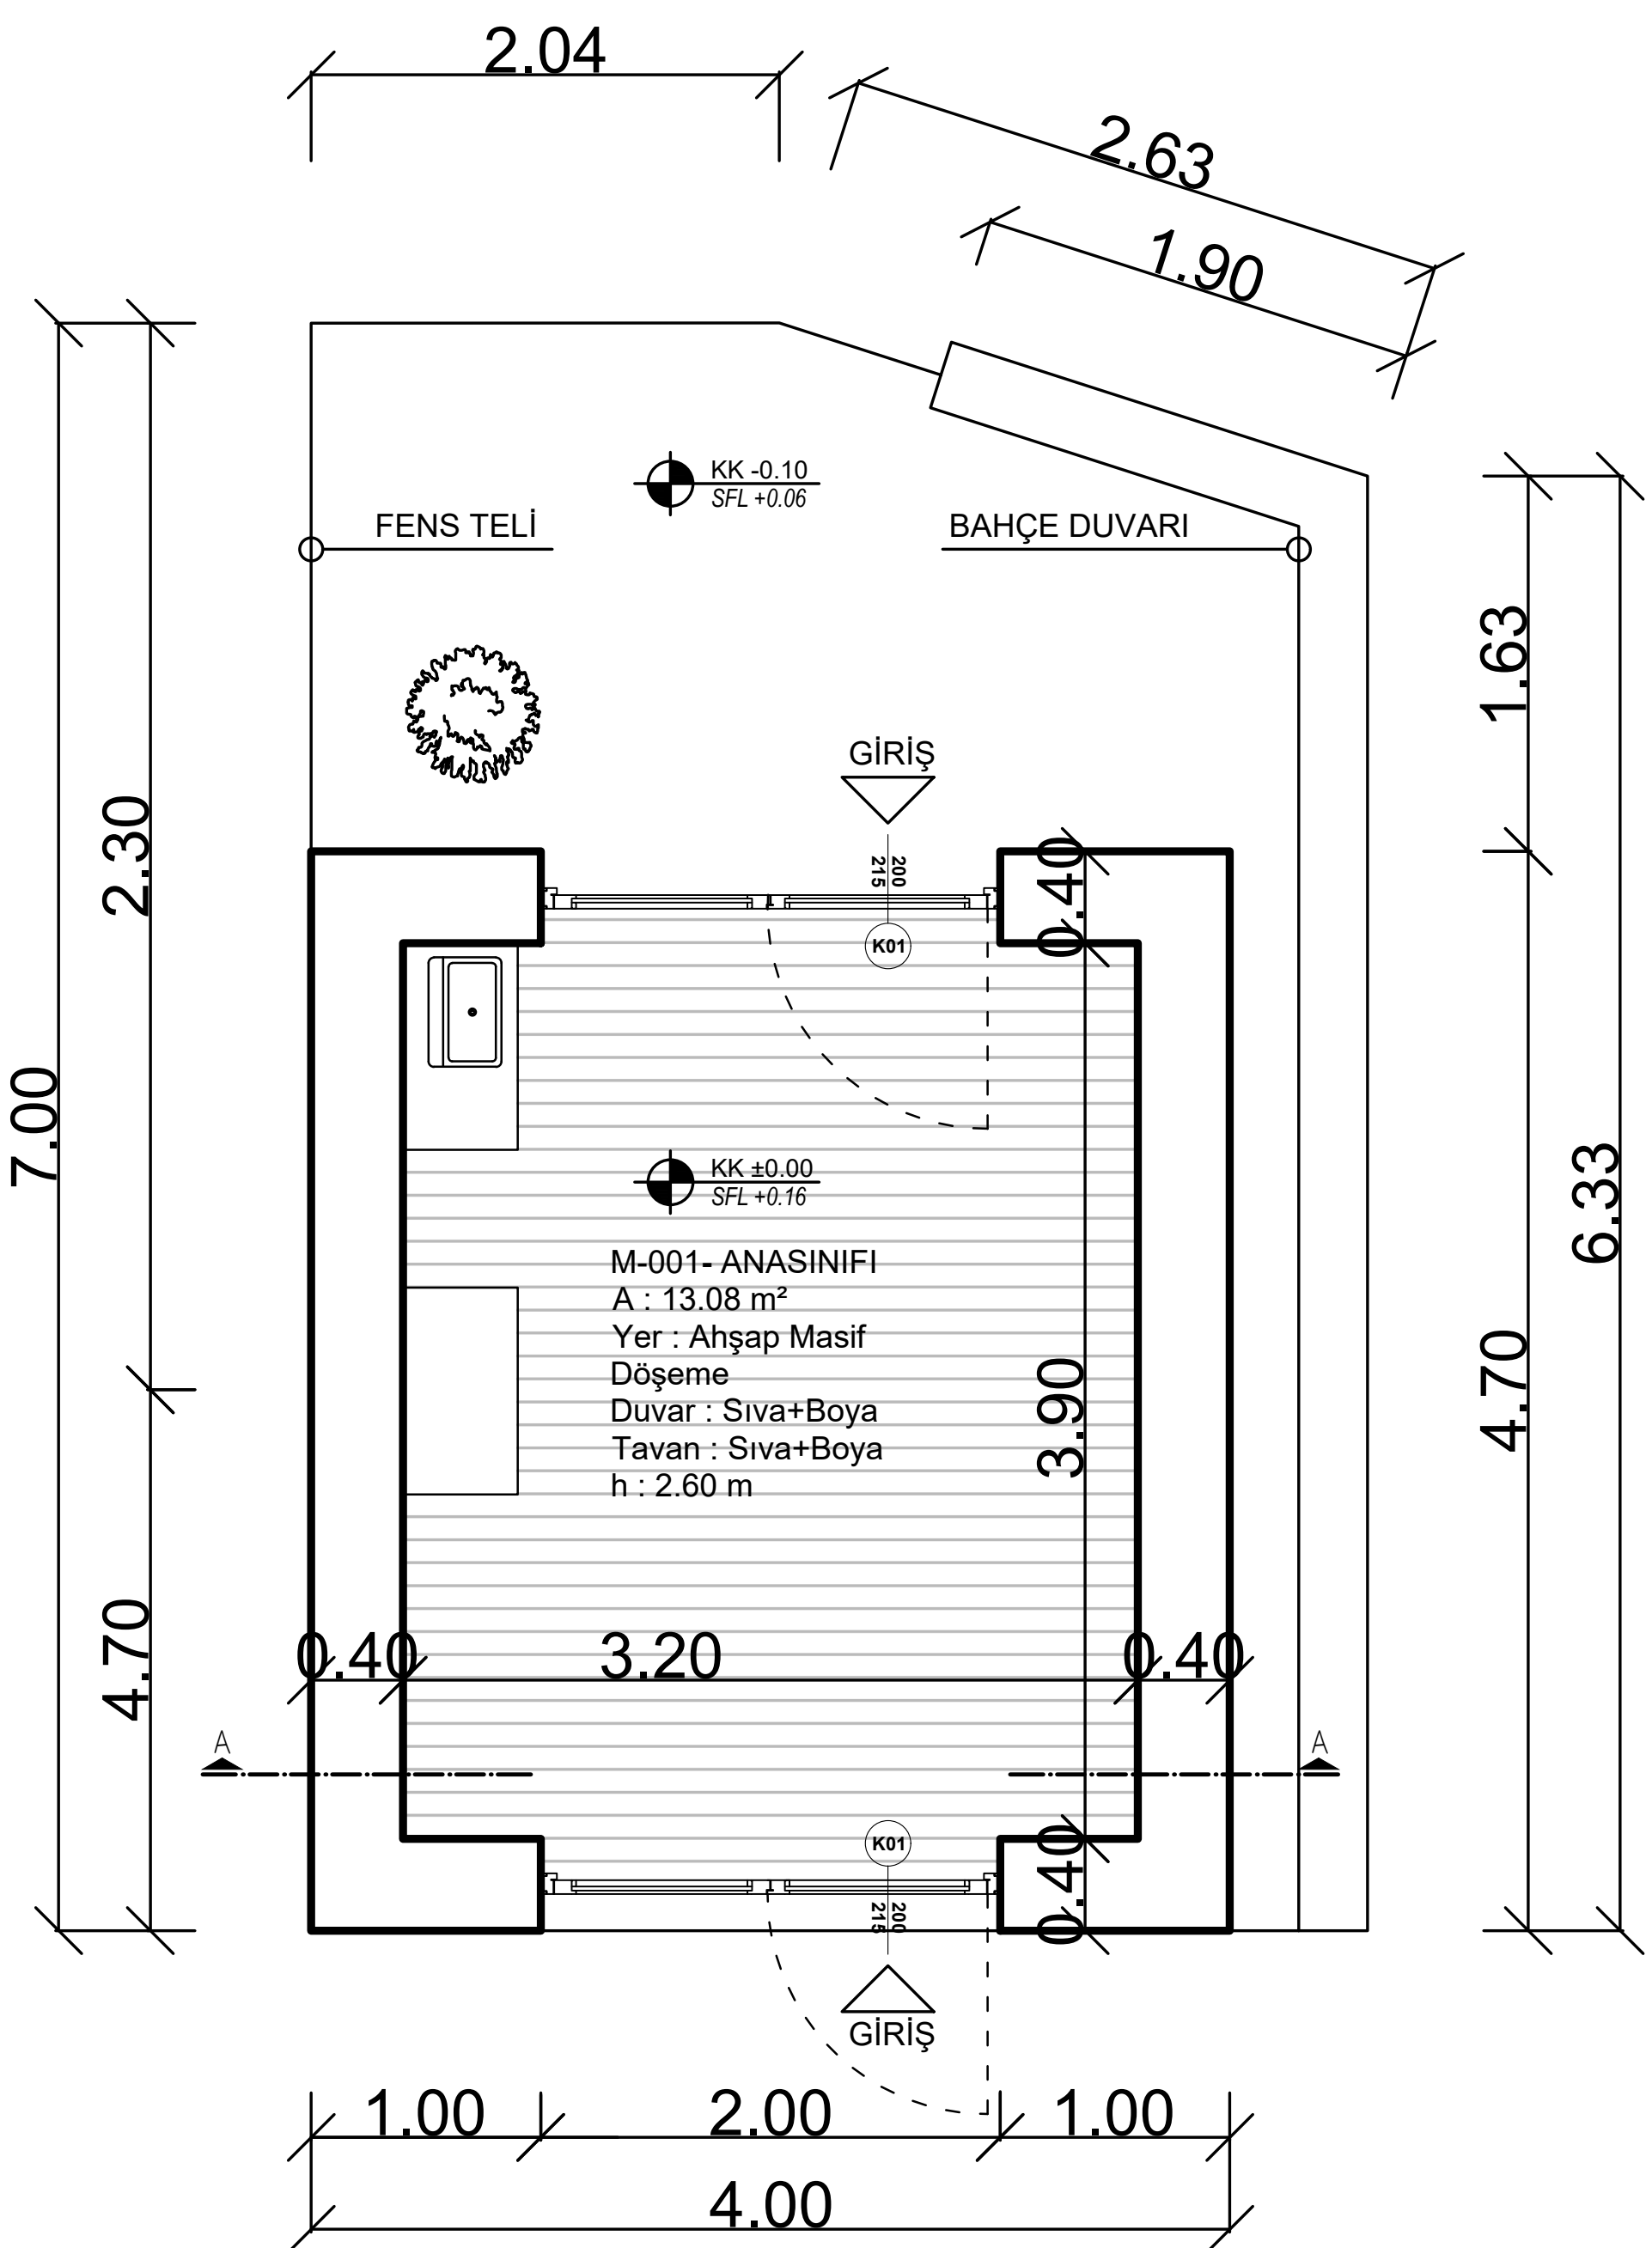 2.04
2.63
1.90
KK -0.10
SFL +0.06
FENS TELİ
BAHÇE DUVARI
1.63
GİRİŞ
2.30
200
215
0.40
K01
7.00
KK ±0.00
SFL +0.16
6.33
M-001- ANASINIFI
A : 13.08 m²
Yer : Ahşap Masif
Döşeme
Duvar : Sıva+Boya
Tavan : Sıva+Boya
h : 2.60 m
3.90
4.70
4.70
0.40
3.20
0.40
A
A
K01
0.40
200
215
GİRİŞ
1.00
2.00
1.00
4.00